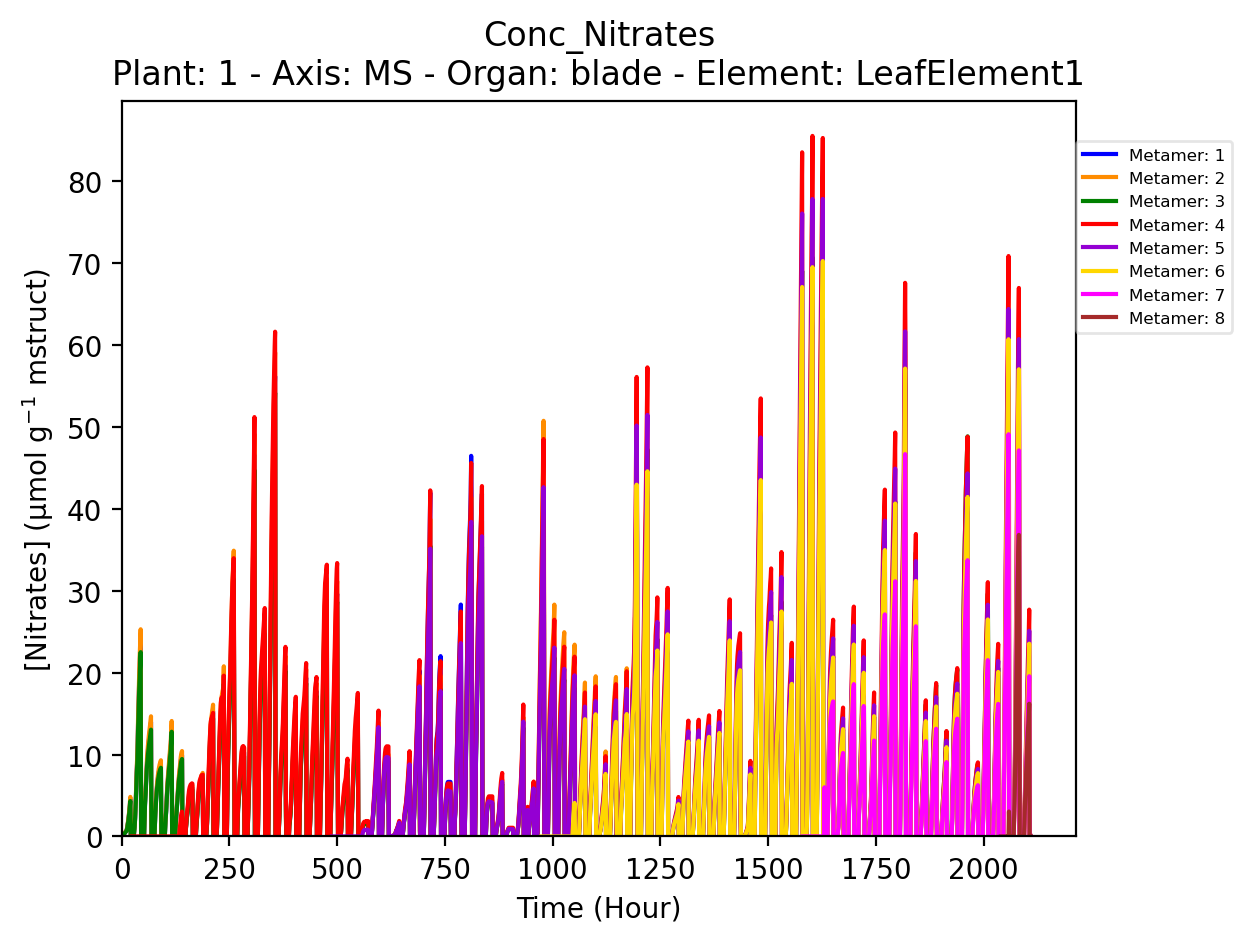 Conc_Nitrates
Plant: 1 - Axis: MS - Organ: blade - Element: LeafElement1
[Nitrates] (µmol g⁻¹ mstruct)
80
70
60
50
40
30
20
10
0
0 250 500 750 1000 1250 1500 1750 2000
Time (Hour)
Metamer: 1
Metamer: 2
Metamer: 3
Metamer: 4
Metamer: 5
Metamer: 6
Metamer: 7
Metamer: 8